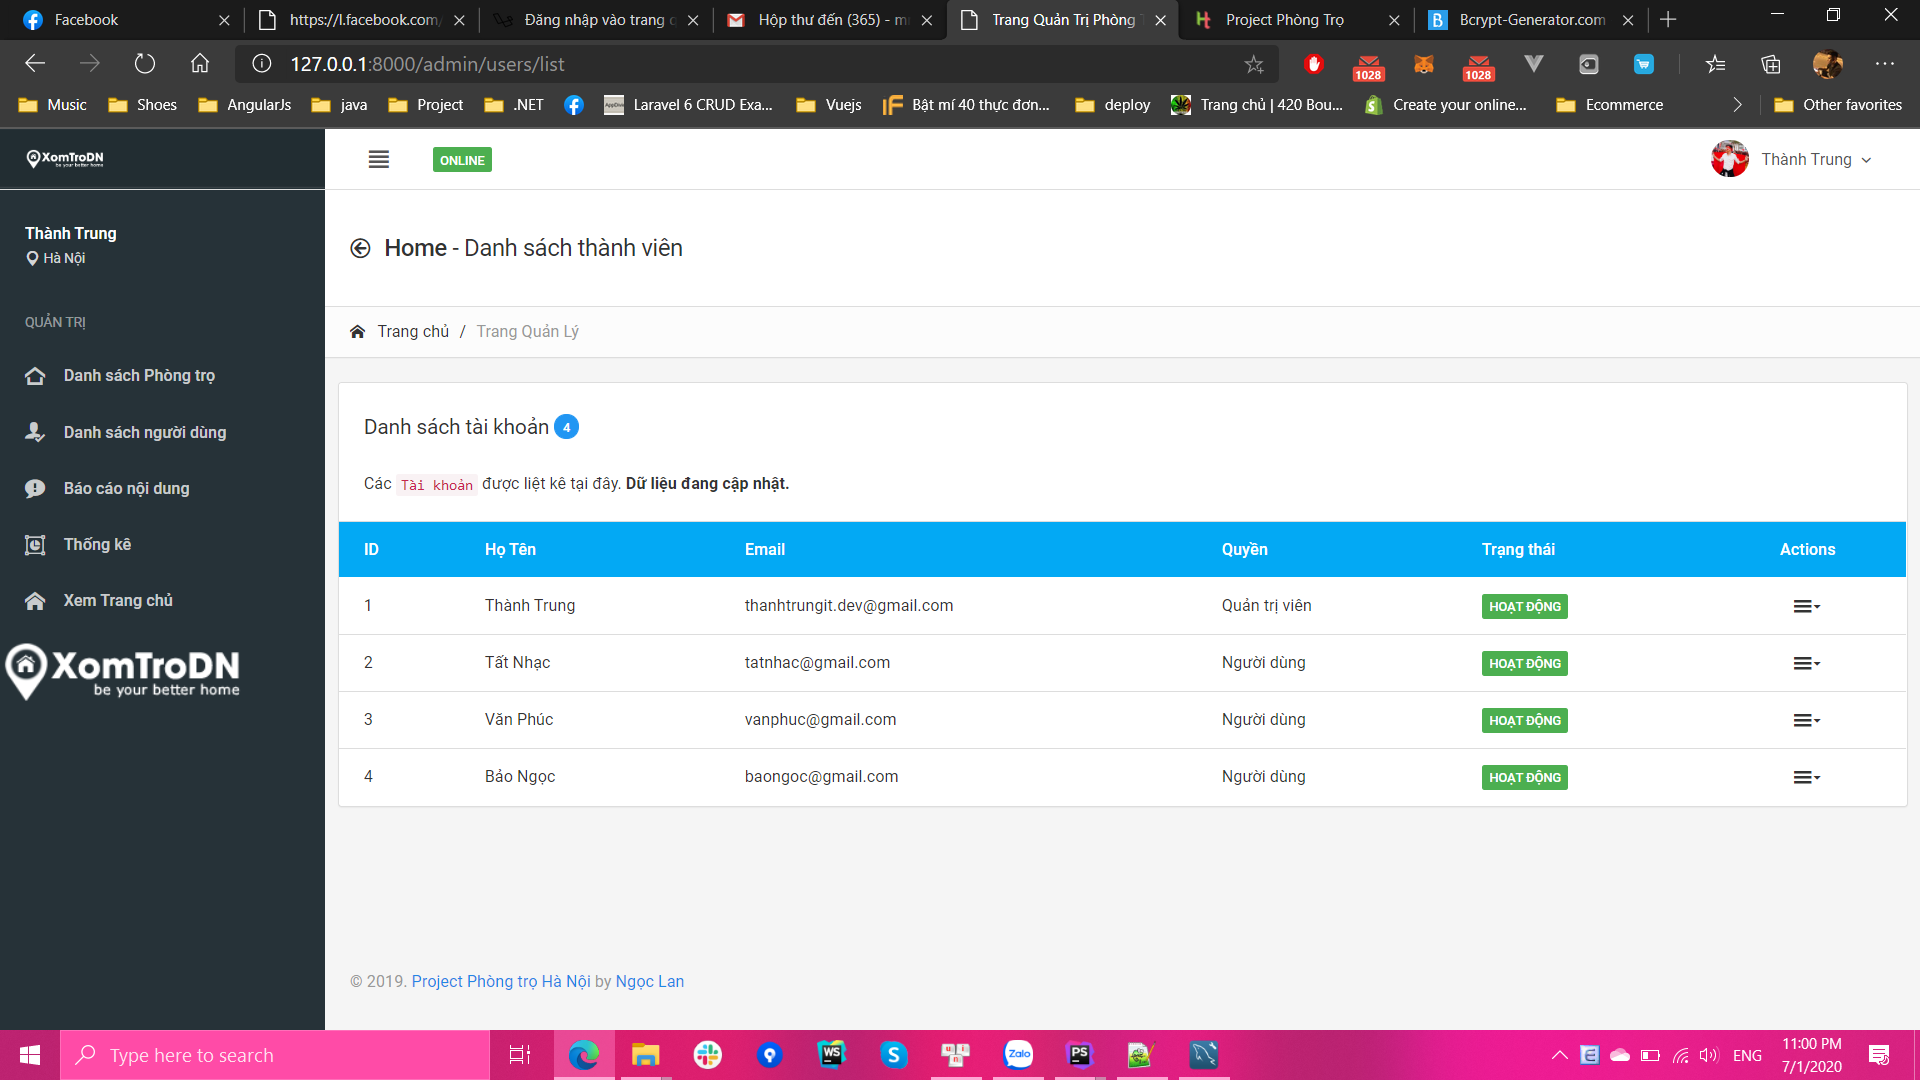 Facebook
https://l.facebook.com/
Đăng nhập vào trang q
Hộp thư đến (365) - m
Trang Quản Trị Phòng T
Project Phòng Trọ
Bcrypt-Generator.com
127.0.0.1:8000/admin/users/list
1028
1028
Music
Shoes
AngularJs
java
Project
.NET
Laravel 6 CRUD Exa...
Vuejs
Bật mí 40 thực đơn...
deploy
Trang chủ | 420 Bou...
Create your online...
Ecommerce
Other favorites
XomTroDN
be your better home
ONLINE
Thành Trung
Thành Trung
Hà Nội
Home - Danh sách thành viên
QUẢN TRỊ
Trang chủ / Trang Quản Lý
Danh sách Phòng trọ
Danh sách người dùng
Báo cáo nội dung
Thống kê
Xem Trang chủ
XomTroDN
be your better home
Danh sách tài khoản 4
Các Tài khoản được liệt kê tại đây. Dữ liệu đang cập nhật.
ID Họ Tên Email Quyền Trạng thái Actions
1 Thành Trung thanhtrungit.dev@gmail.com Quản trị viên HOẠT ĐỘNG
2 Tất Nhạc tatnhac@gmail.com Người dùng HOẠT ĐỘNG
3 Văn Phúc vanphuc@gmail.com Người dùng HOẠT ĐỘNG
4 Bảo Ngọc baongoc@gmail.com Người dùng HOẠT ĐỘNG
© 2019. Project Phòng trọ Hà Nội by Ngọc Lan
Type here to search
WS
S
Zalo
PS
ENG
11:00 PM
7/1/2020